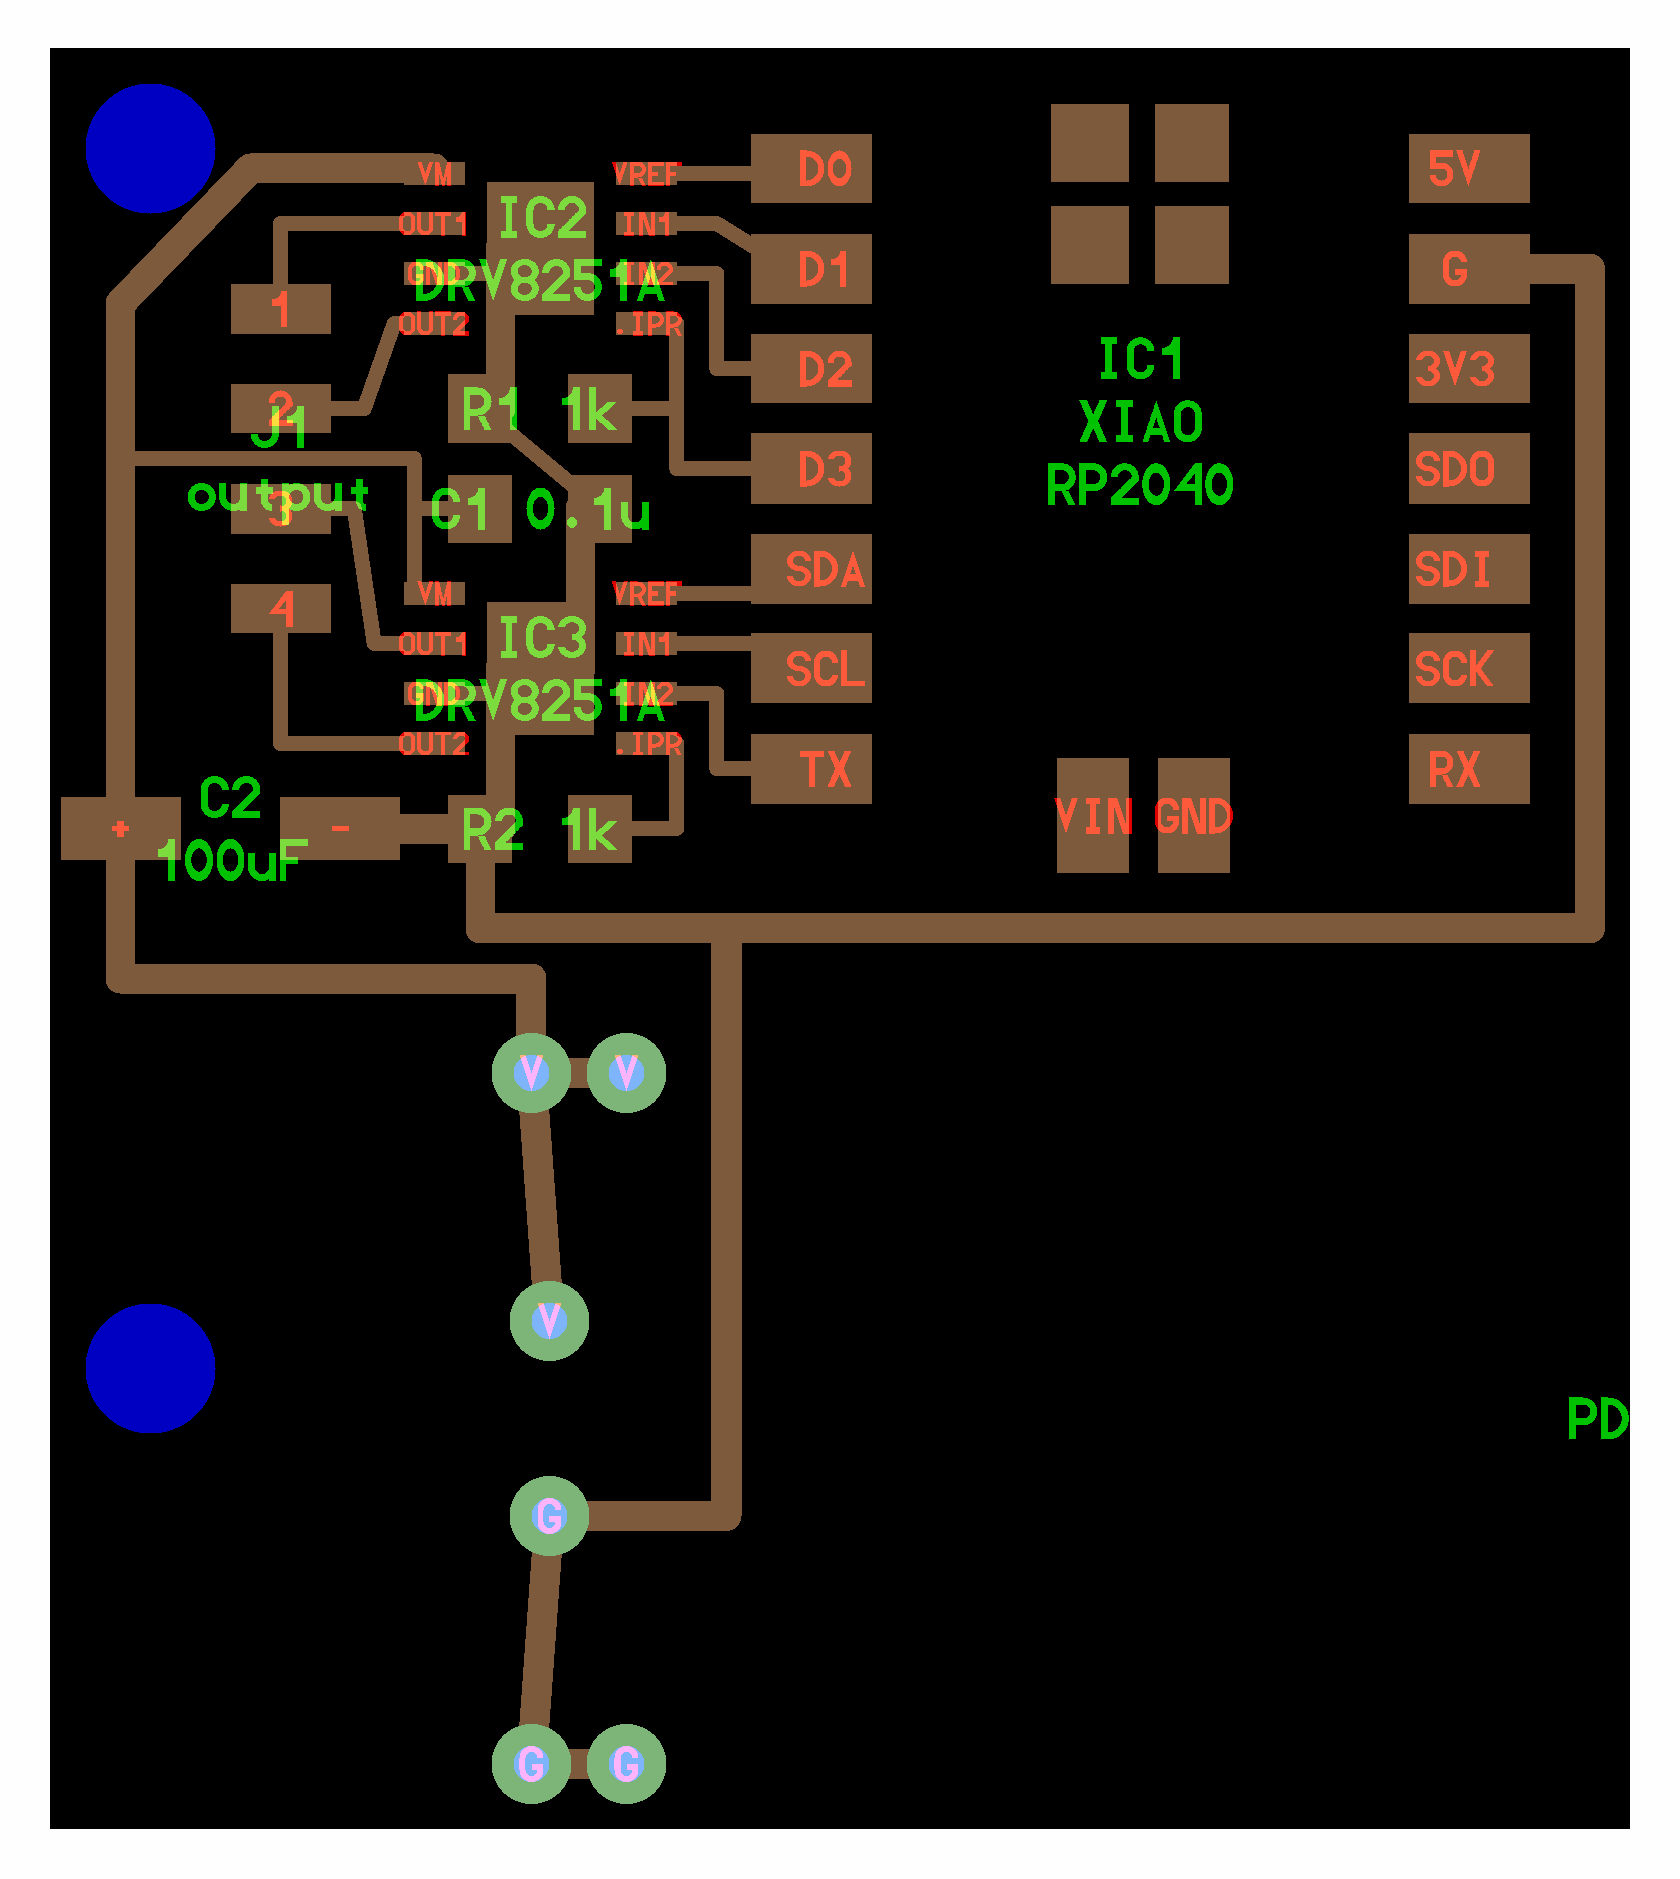 VM
VREF
D0
5V
IC2
OUT1
IN1
D1
G
GND
DRV8251A
IN2
1
OUT2
.IPR
D2
IC1
3V3
2
J1
R1
1k
XIAO
D3
SDO
RP2040
output
3
C1
0.1u
SDA
SDI
VM
VREF
4
IC3
OUT1
IN1
SCL
SCK
GND
DRV8251A
IN2
OUT2
.IPR
TX
RX
C2
+
-
R2
1k
VIN
GND
100uF
V
V
V
PD
G
G
G